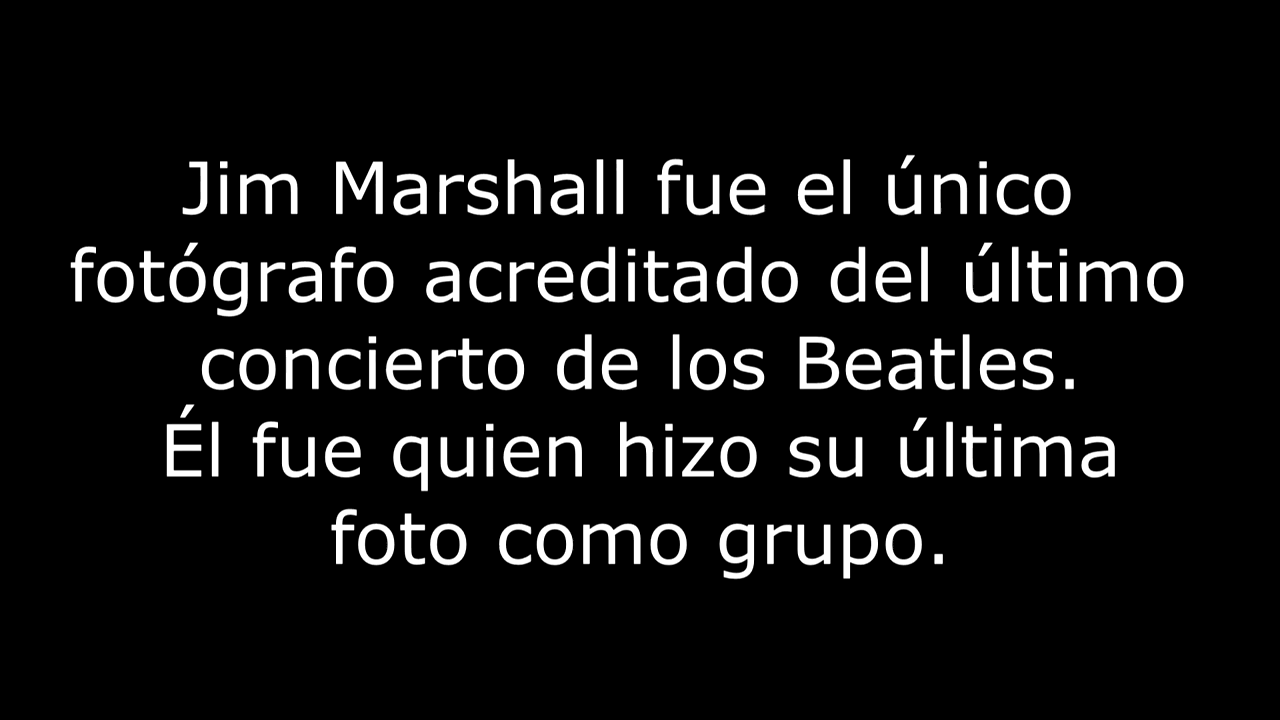 Jim Marshall fue el único
fotógrafo acreditado del último
concierto de los Beatles.
Él fue quien hizo su última
foto como grupo.